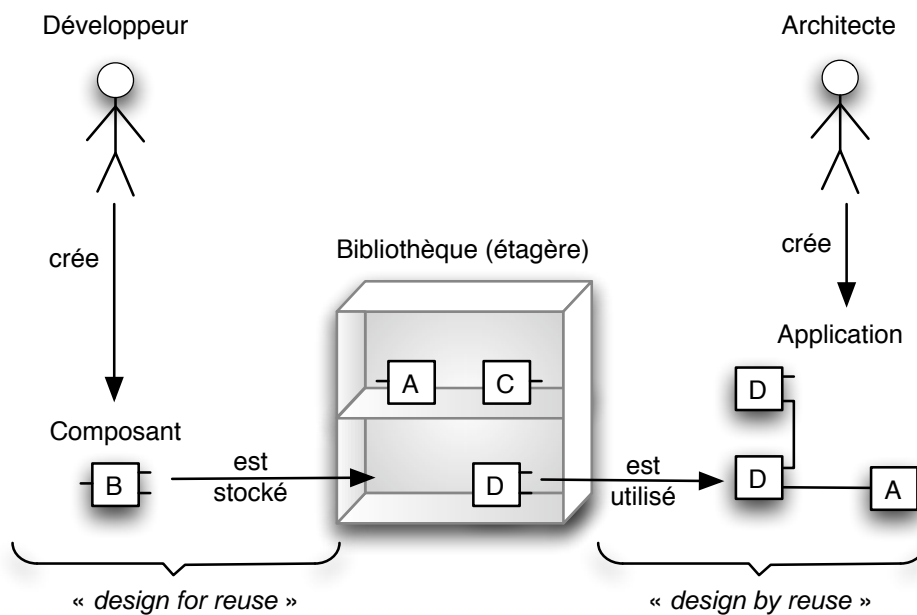 Développeur
Architecte
crée
crée
Bibliothèque (étagère)
Application
A
C
D
Composant
B
est
stocké
D
est
utilisé
D
A
« design for reuse »
« design by reuse »